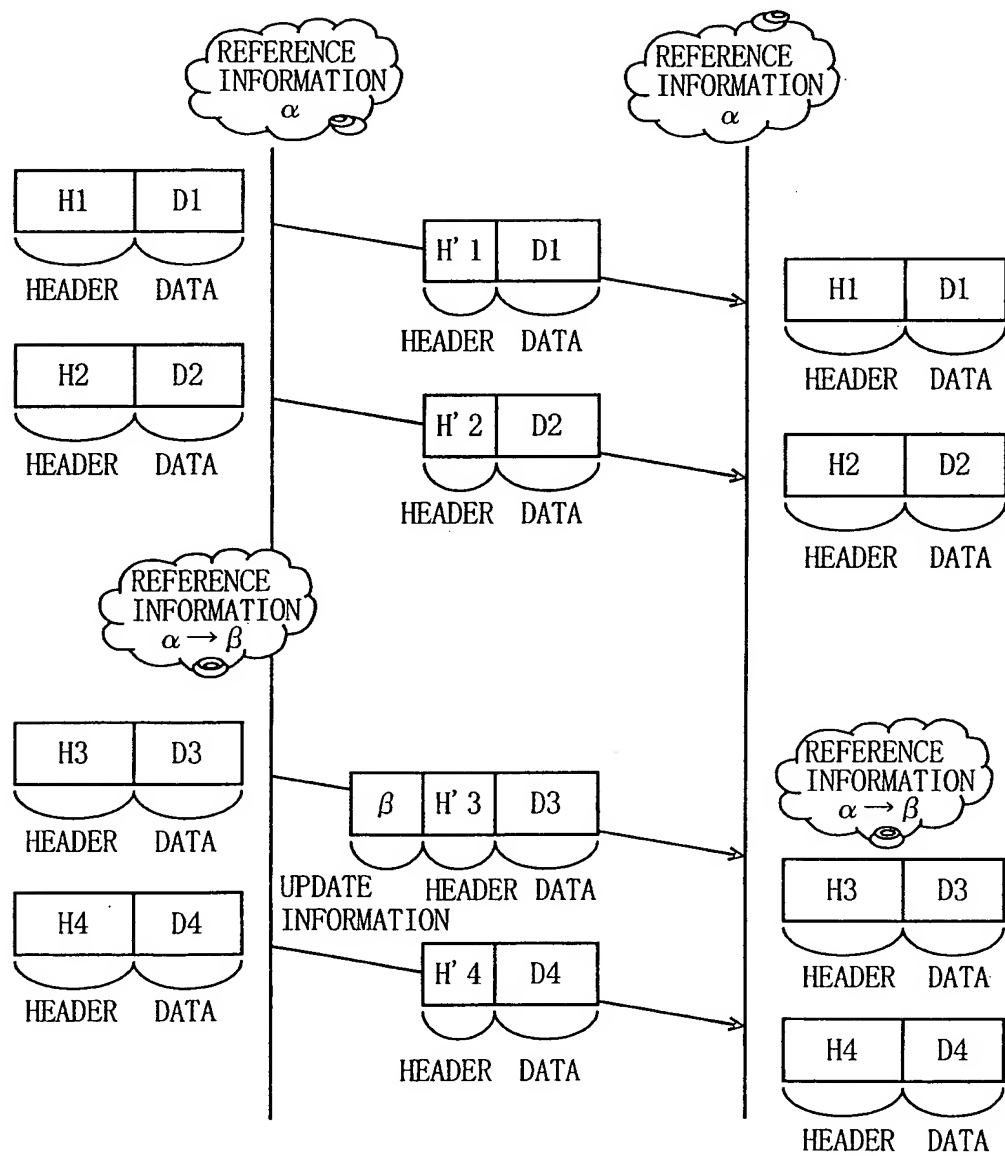 REFERENCE
INFORMATION
α
REFERENCE
INFORMATION
α
H1 D1
HEADER DATA
H'1 D1
HEADER DATA
H1 D1
HEADER DATA
H2 D2
HEADER DATA
H'2 D2
HEADER DATA
H2 D2
HEADER DATA
REFERENCE
INFORMATION
α → β
H3 D3
HEADER DATA
β H'3 D3
UPDATE
INFORMATION
HEADER DATA
REFERENCE
INFORMATION
α → β
H3 D3
HEADER DATA
H4 D4
HEADER DATA
H'4 D4
HEADER DATA
H4 D4
HEADER DATA